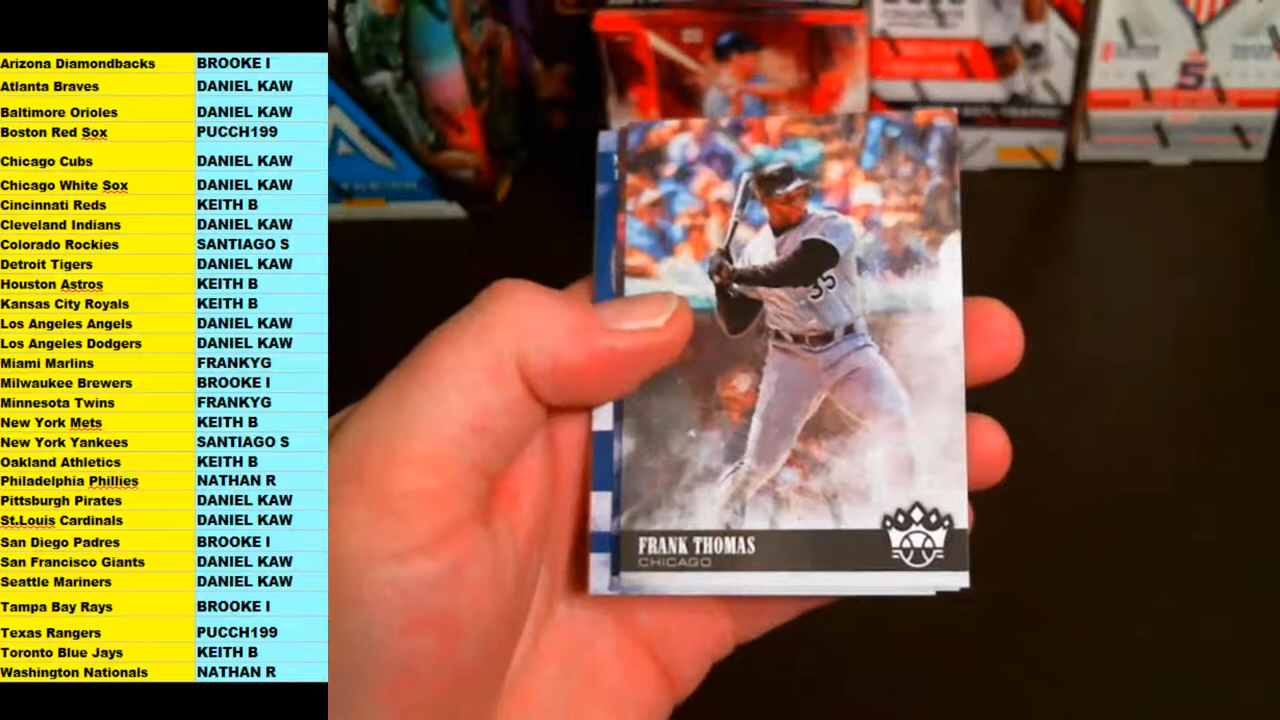 Arizona Diamondbacks BROOKE I
Atlanta Braves DANIEL KAW
Baltimore Orioles DANIEL KAW
Boston Red Sox PUCCH199
Chicago Cubs DANIEL KAW
Chicago White Sox DANIEL KAW
Cincinnati Reds KEITH B
Cleveland Indians DANIEL KAW
Colorado Rockies SANTIAGO S
Detroit Tigers DANIEL KAW
Houston Astros KEITH B
Kansas City Royals KEITH B
Los Angeles Angels DANIEL KAW
Los Angeles Dodgers DANIEL KAW
Miami Marlins FRANKYG
Milwaukee Brewers BROOKE I
Minnesota Twins FRANKYG
New York Mets KEITH B
New York Yankees SANTIAGO S
Oakland Athletics KEITH B
Philadelphia Phillies NATHAN R
Pittsburgh Pirates DANIEL KAW
St.Louis Cardinals DANIEL KAW
San Diego Padres BROOKE I
San Francisco Giants DANIEL KAW
Seattle Mariners DANIEL KAW
Tampa Bay Rays BROOKE I
Texas Rangers PUCCH199
Toronto Blue Jays KEITH B
Washington Nationals NATHAN R
35
FRANK THOMAS
CHICAGO
5